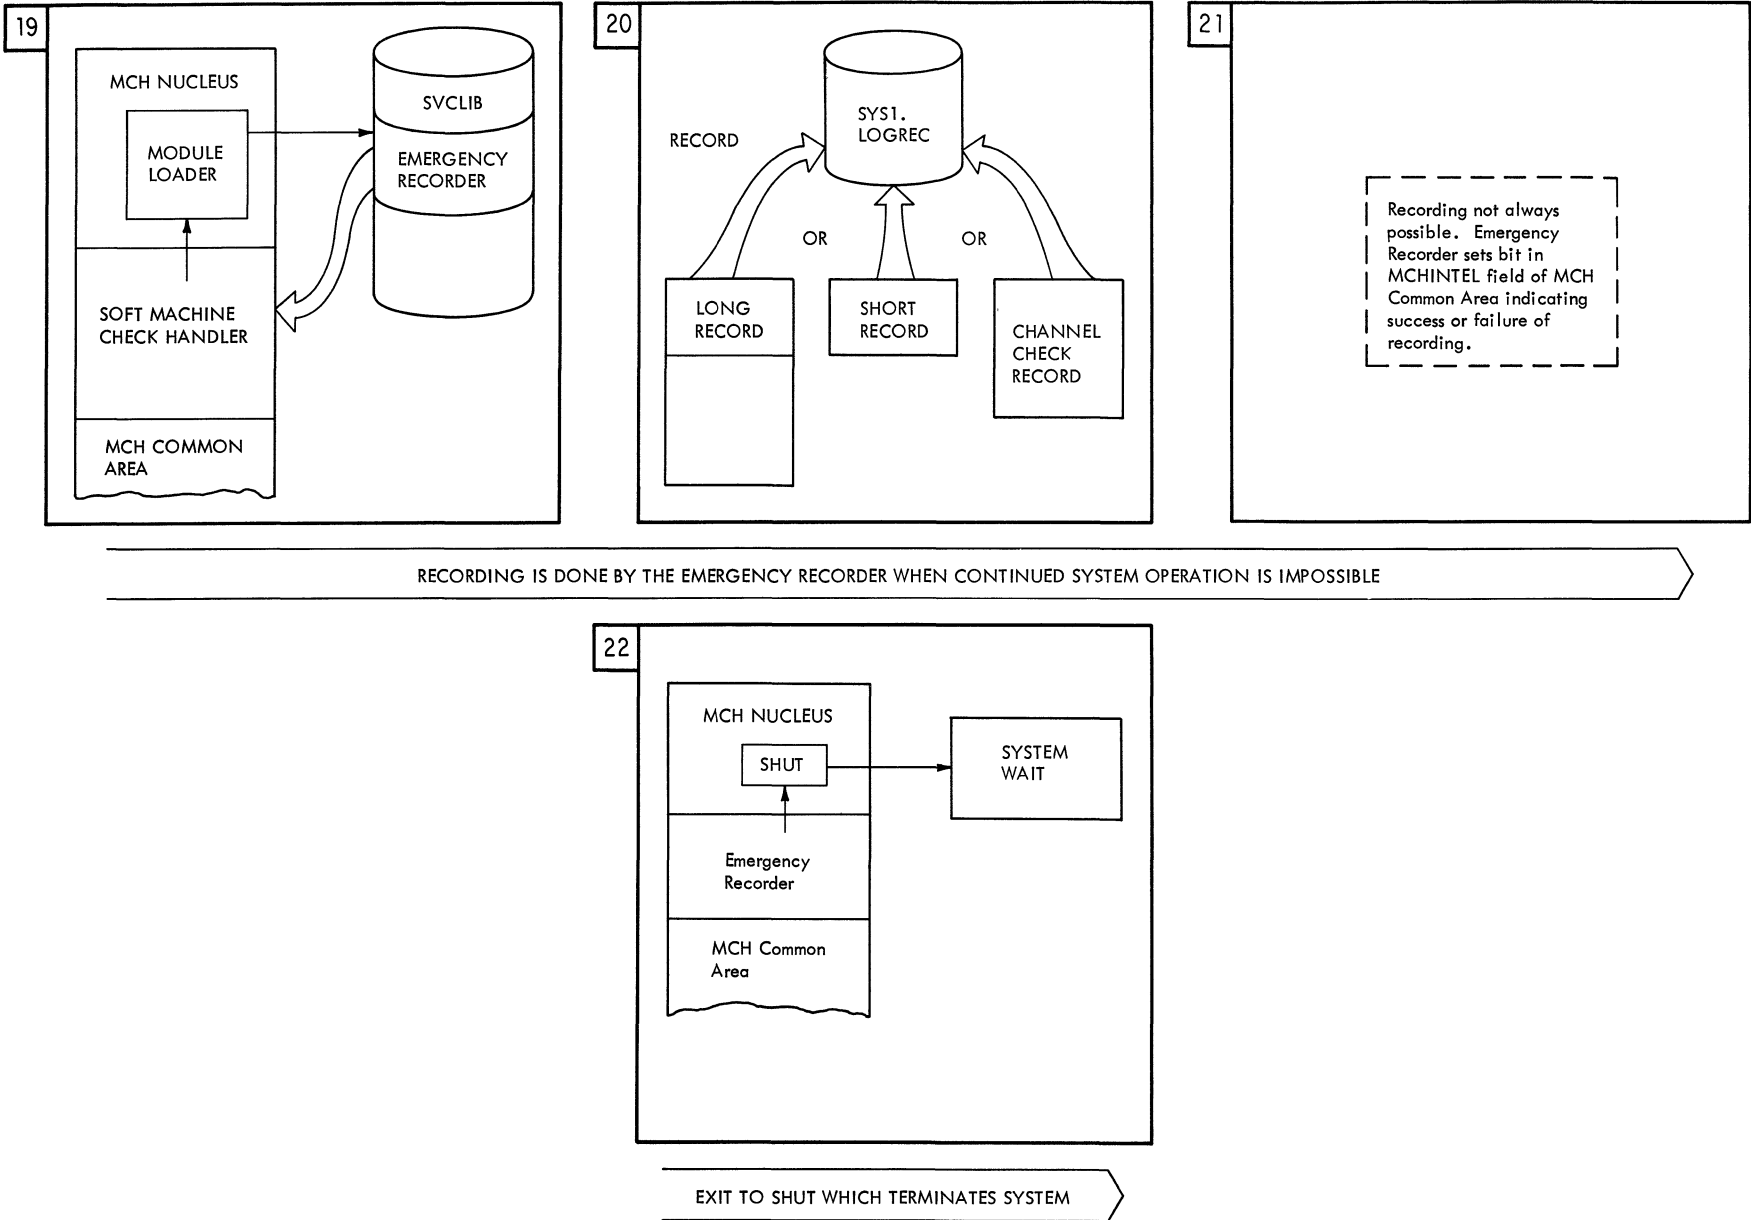 19
MCH NUCLEUS
MODULE
LOADER
SOFT MACHINE
CHECK HANDLER
MCH COMMON
AREA
SVCLIB
EMERGENCY
RECORDER
20
SYS1.
LOGREC
RECORD
OR
OR
LONG
RECORD
SHORT
RECORD
CHANNEL
CHECK
RECORD
21
Recording not always
possible. Emergency
Recorder sets bit in
MCHINTEL field of MCH
Common Area indicating
success or failure of
recording.
RECORDING IS DONE BY THE EMERGENCY RECORDER WHEN CONTINUED SYSTEM OPERATION IS IMPOSSIBLE
22
MCH NUCLEUS
SHUT
SYSTEM
WAIT
Emergency
Recorder
MCH Common
Area
EXIT TO SHUT WHICH TERMINATES SYSTEM